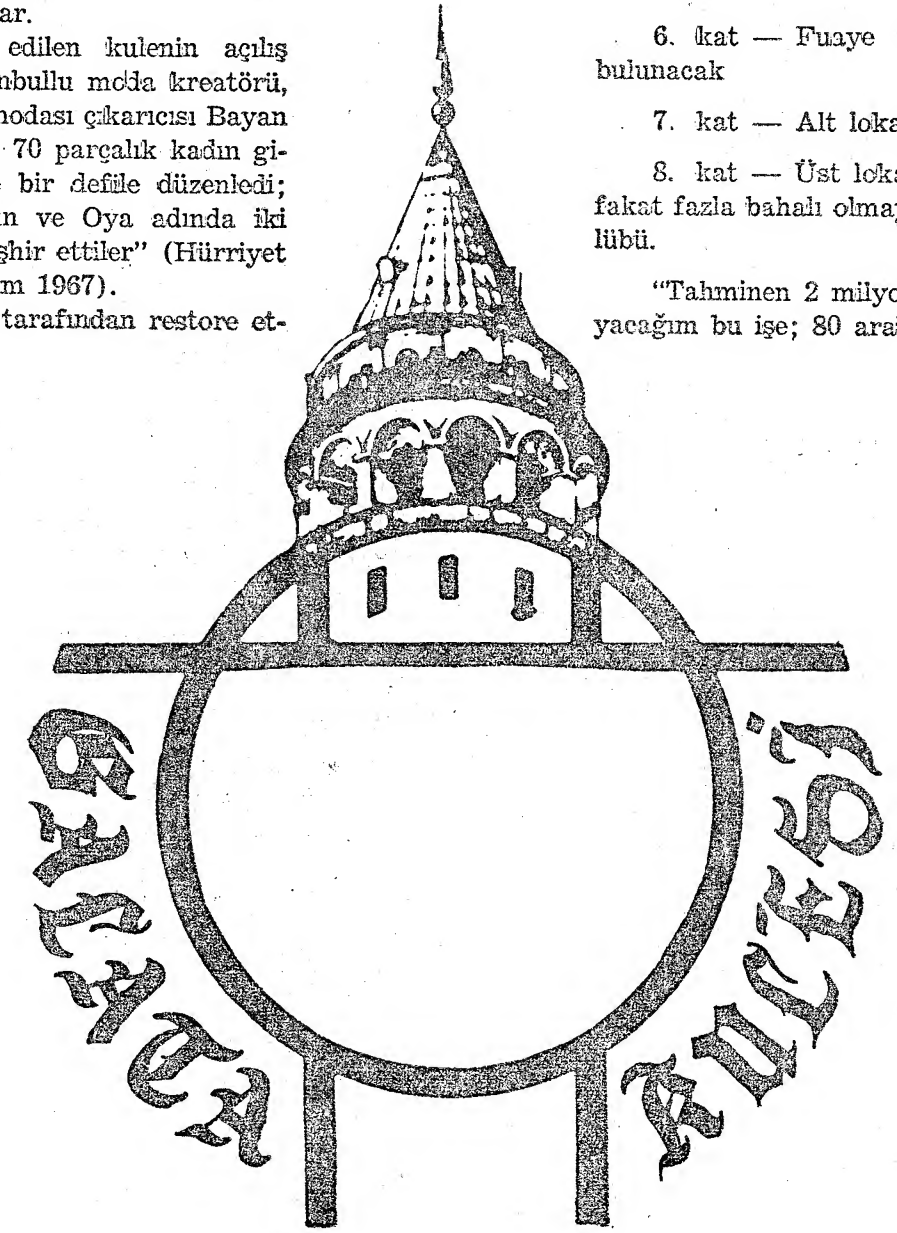 ar.
edilen kulenin açılış
nbullu moda kreatörü,
nodası çıkarıcısı Bayan
70 parçalık kadın gi-
bir defile düzenledi;
n ve Oya adında iki
şhir ettiler" (Hürriyet
m 1967).
tarafından restore et-
6. kat — Fuaye
bulunacak
7. kat — Alt loka
8. kat — Üst loka
fakat fazla bahalı olma
lübü.
"Tahminen 2 milyo
yacağım bu işe; 80 ara
GALATA
KULESİ